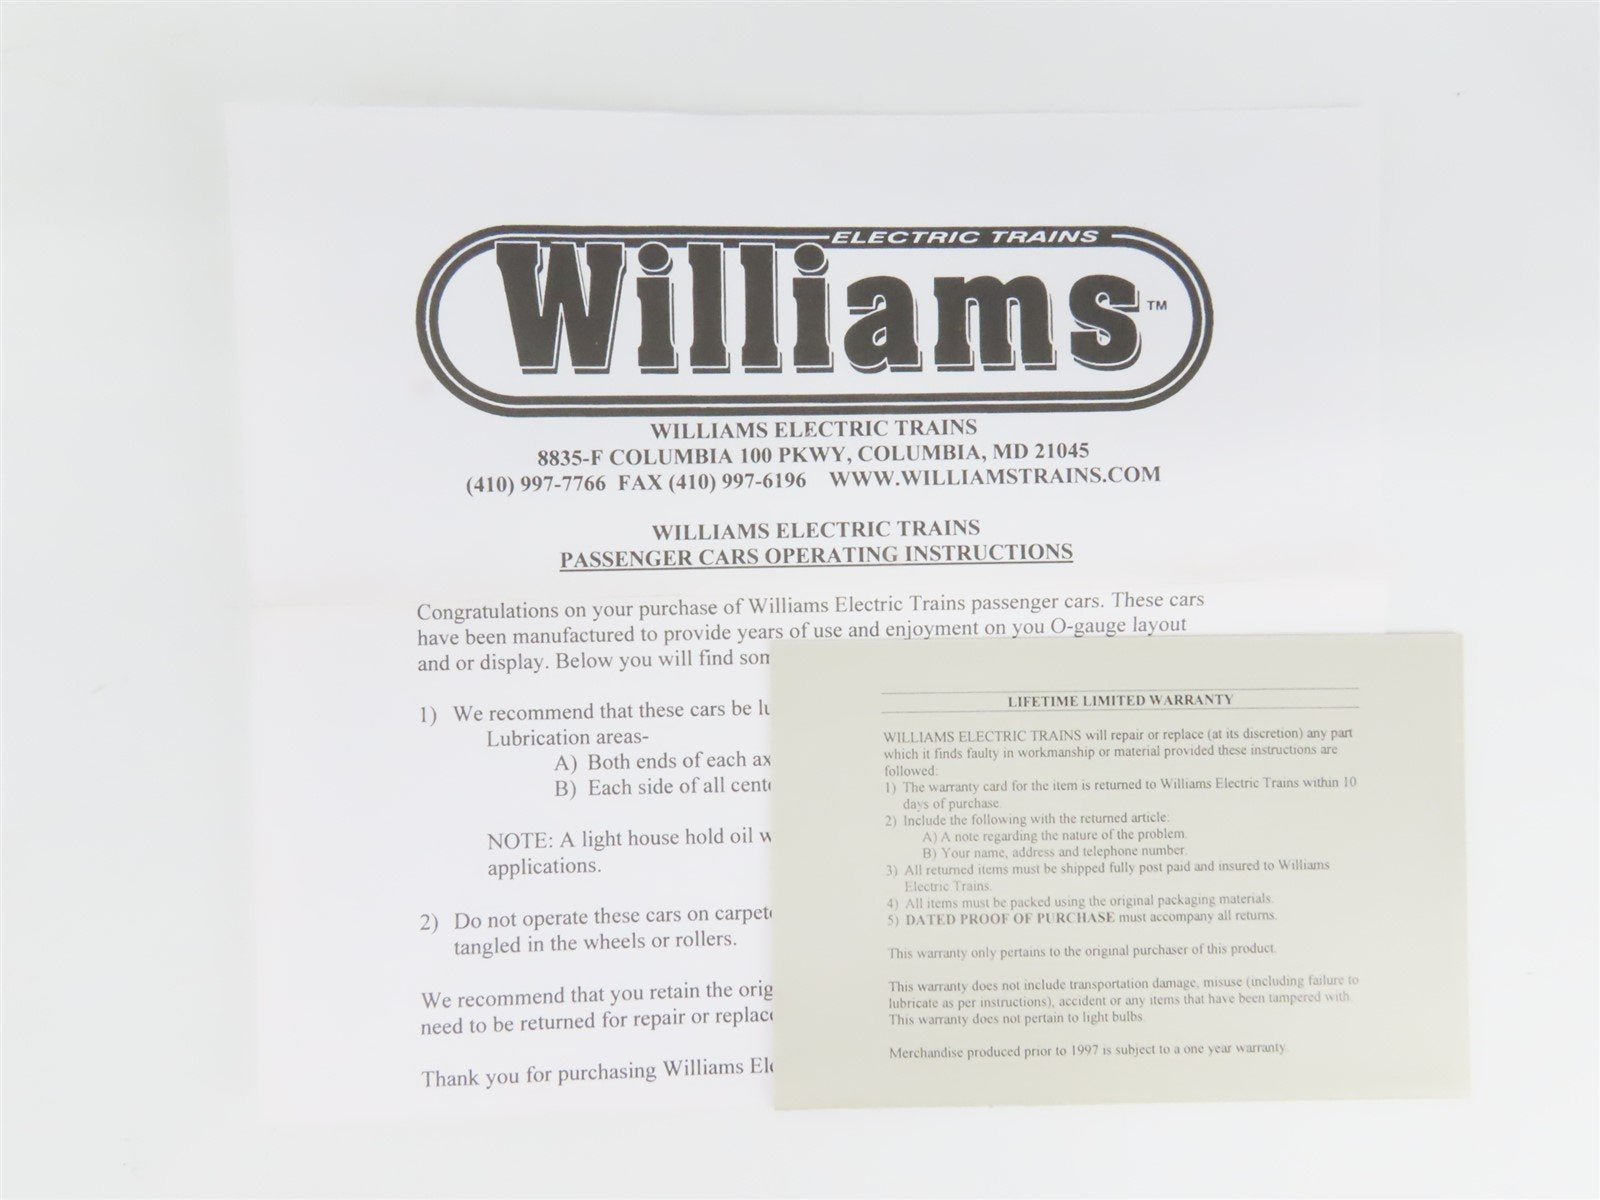 ELECTRIC TRAINS
Williams™
WILLIAMS ELECTRIC TRAINS
8835-F COLUMBIA 100 PKWY, COLUMBIA, MD 21045
(410) 997-7766 FAX (410) 997-6196 WWW.WILLIAMSTRAINS.COM
WILLIAMS ELECTRIC TRAINS
PASSENGER CARS OPERATING INSTRUCTIONS
Congratulations on your purchase of Williams Electric Trains passenger cars. These cars
have been manufactured to provide years of use and enjoyment on you O-gauge layout
and or display. Below you will find som
1) We recommend that these cars be lu
Lubrication areas-
A) Both ends of each ax
B) Each side of all cente
NOTE: A light house hold oil w
applications.
2) Do not operate these cars on carpete
tangled in the wheels or rollers.
We recommend that you retain the orig
need to be returned for repair or replace
Thank you for purchasing Williams Ele
LIFETIME LIMITED WARRANTY
WILLIAMS ELECTRIC TRAINS will repair or replace (at its discretion) any part
which it finds faulty in workmanship or material provided these instructions are
followed:
1) The warranty card for the item is returned to Williams Electric Trains within 10
days of purchase.
2) Include the following with the returned article:
A) A note regarding the nature of the problem.
B) Your name, address and telephone number.
3) All returned items must be shipped fully post paid and insured to Williams
Electric Trains.
4) All items must be packed using the original packaging materials.
5) DATED PROOF OF PURCHASE must accompany all returns.
This warranty only pertains to the original purchaser of this product.
This warranty does not include transportation damage, misuse (including failure to
lubricate as per instructions), accident or any items that have been tampered with.
This warranty does not pertain to light bulbs.
Merchandise produced prior to 1997 is subject to a one year warranty.